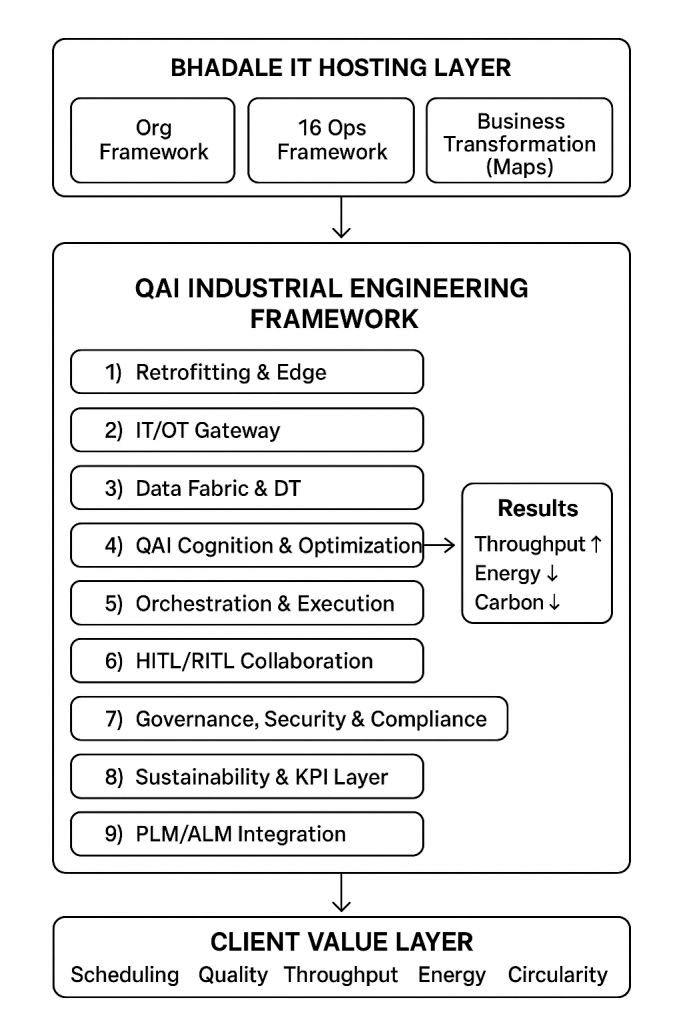 BHADALE IT HOSTING LAYER
Org
Framework
16 Ops
Framework
Business
Transformation
(Maps)
QAI INDUSTRIAL ENGINEERING
FRAMEWORK
1) Retrofitting & Edge
2) IT/OT Gateway
3) Data Fabric & DT
4) QAI Cognition & Optimization
5) Orchestration & Execution
6) HITL/RITL Collaboration
7) Governance, Security & Compliance
8) Sustainability & KPI Layer
9) PLM/ALM Integration
Results
Throughput ↑
Energy ↓
Carbon ↓
CLIENT VALUE LAYER
Scheduling Quality Throughput Energy Circularity